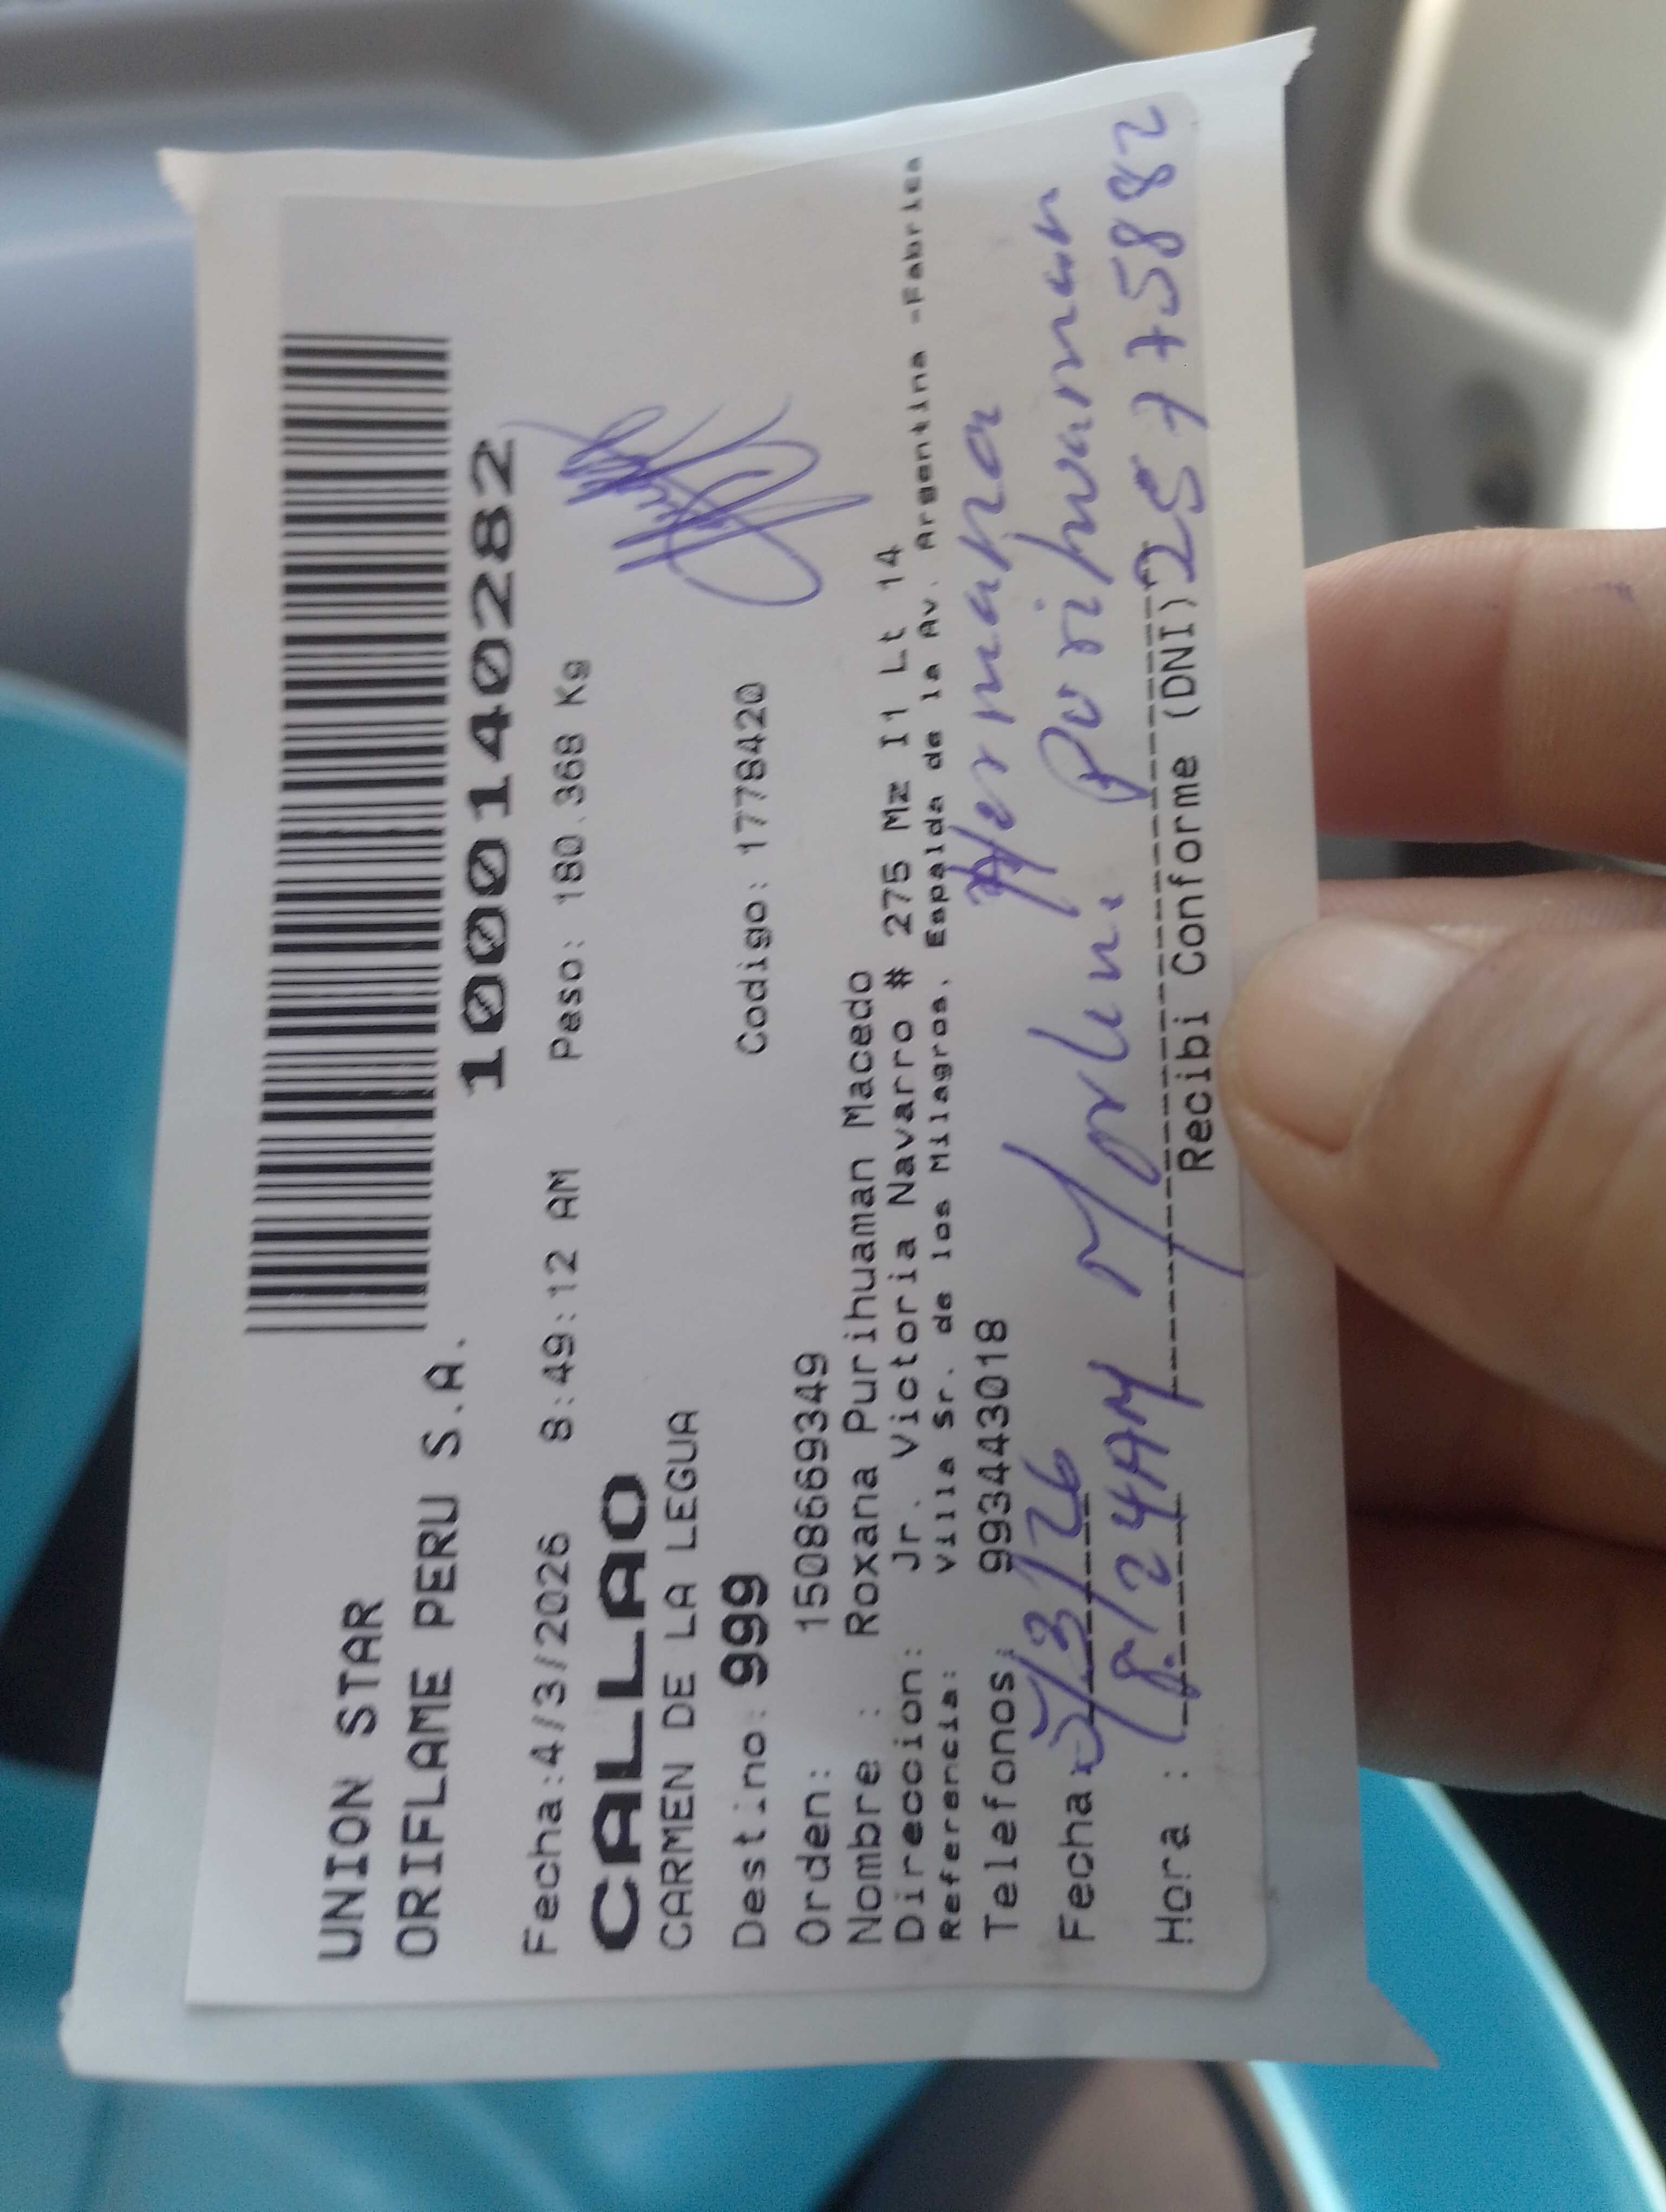 UNION STAR
ORIFLAME PERU S.A.
1000140282
Fecha:4/3/2026 8:49:12 AM Peso: 180.368 Kg
CALLAO
CARMEN DE LA LEGUA
Destino: 999 Codigo: 1778420
Orden: 1508669349
Nombre : Roxana Purihuaman Macedo
Direccion: Jr. Victoria Navarro # 275 Mz I1 Lt 14
Referencia: Villa Sr. de los Milagros, Espalda de la Av. Argentina -Fabrica
Telefonos: 993443018
Hermana
Fecha: 5/3/26 Purihuaman
Hora : 8:24AM
Recibi Conforme (DNI)